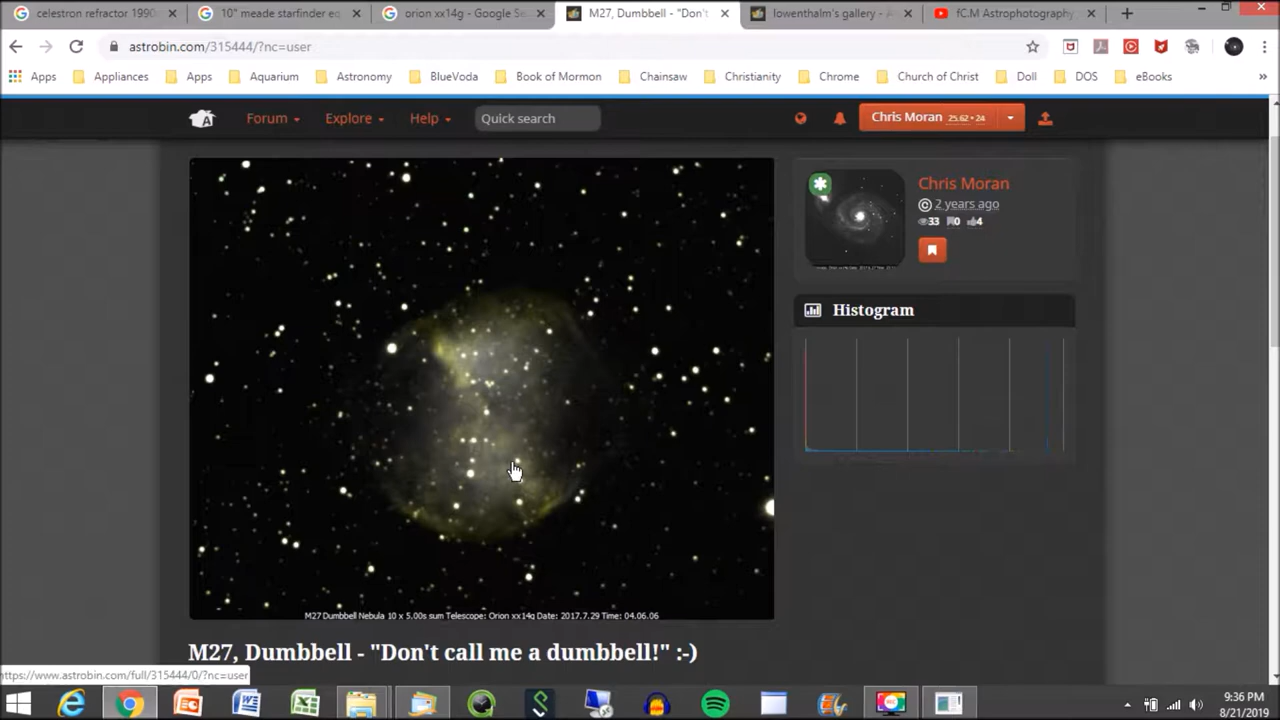 celestron refractor 1990
10" meade starfinder eq
orion xx14g - Google Se
M27, Dumbbell - "Don't
lowenthalm's gallery - A
fC.M Astrophotography
astrobin.com/315444/?nc=user
Apps
Appliances
Apps
Aquarium
Astronomy
BlueVoda
Book of Mormon
Chainsaw
Christianity
Chrome
Church of Christ
Doll
DOS
eBooks
Forum
Explore
Help
Quick search
Chris Moran 25.62 • 24
Chris Moran
© 2 years ago
33 0 4
Histogram
M27 Dumbbell Nebula 10 x 5.00s sum Telescope: Orion xx14g Date: 2017.7.29 Time: 04.06.06
M27, Dumbbell - "Don't call me a dumbbell!" :-)
https://www.astrobin.com/full/315444/0/?nc=user
9:36 PM
8/21/2019